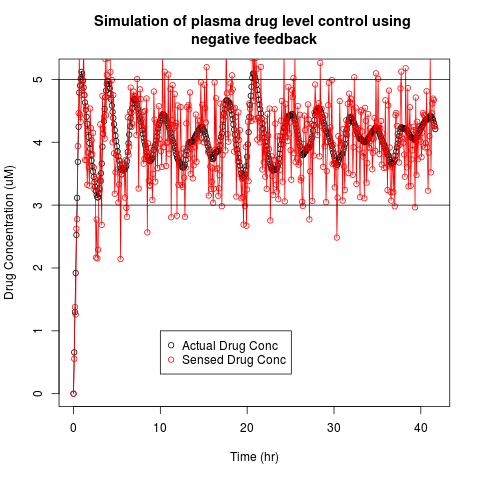 Simulation of plasma drug level control using
negative feedback
Drug Concentration (uM)
5
4
3
2
1
0
Actual Drug Conc
Sensed Drug Conc
0 10 20 30 40
Time (hr)